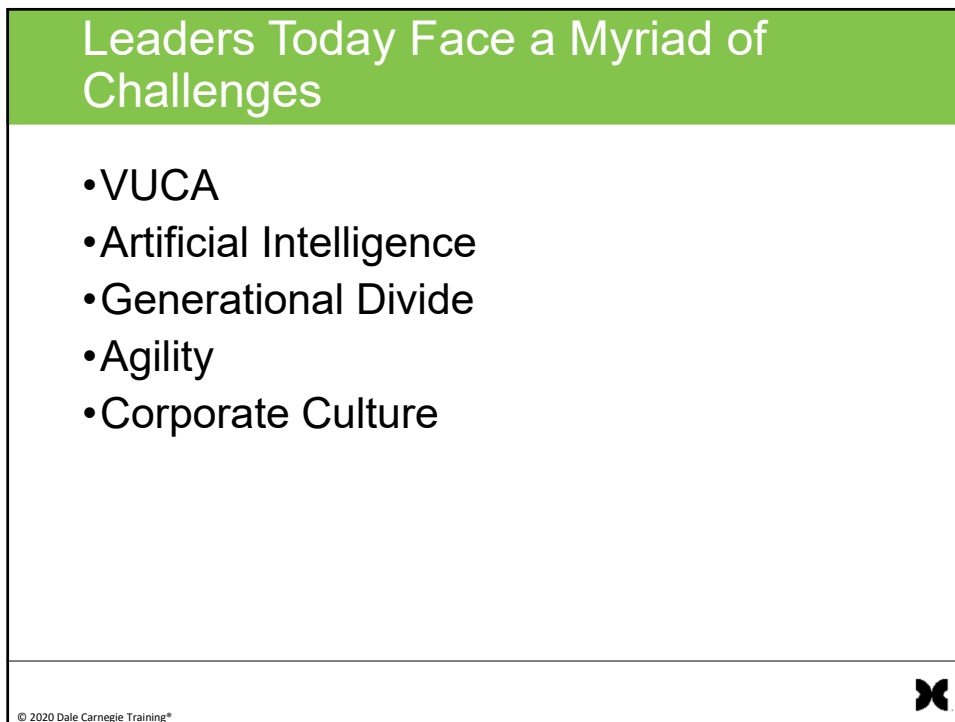 Leaders Today Face a Myriad of
Challenges
•VUCA
•Artificial Intelligence
•Generational Divide
•Agility
•Corporate Culture
© 2020 Dale Carnegie Training®